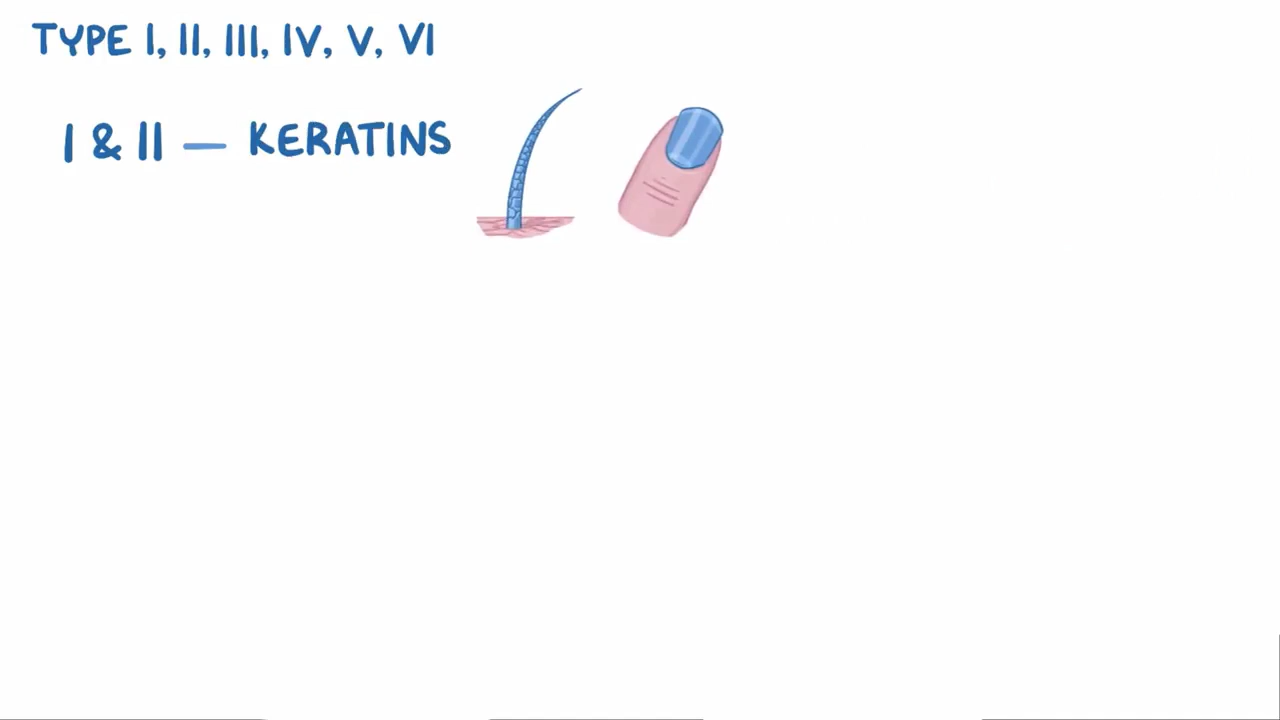 TYPE I, II, III, IV, V, VI
I & II — KERATINS